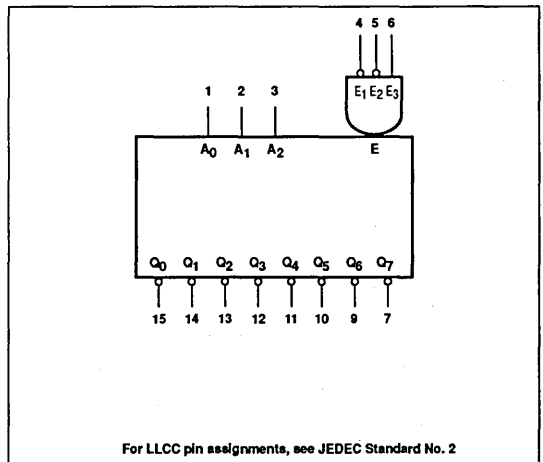 4 5 6
E1 E2 E3
1 2 3
A0 A1 A2 E
Q0 Q1 Q2 Q3 Q4 Q5 Q6 Q7
15 14 13 12 11 10 9 7
For LLCC pin assignments, see JEDEC Standard No. 2